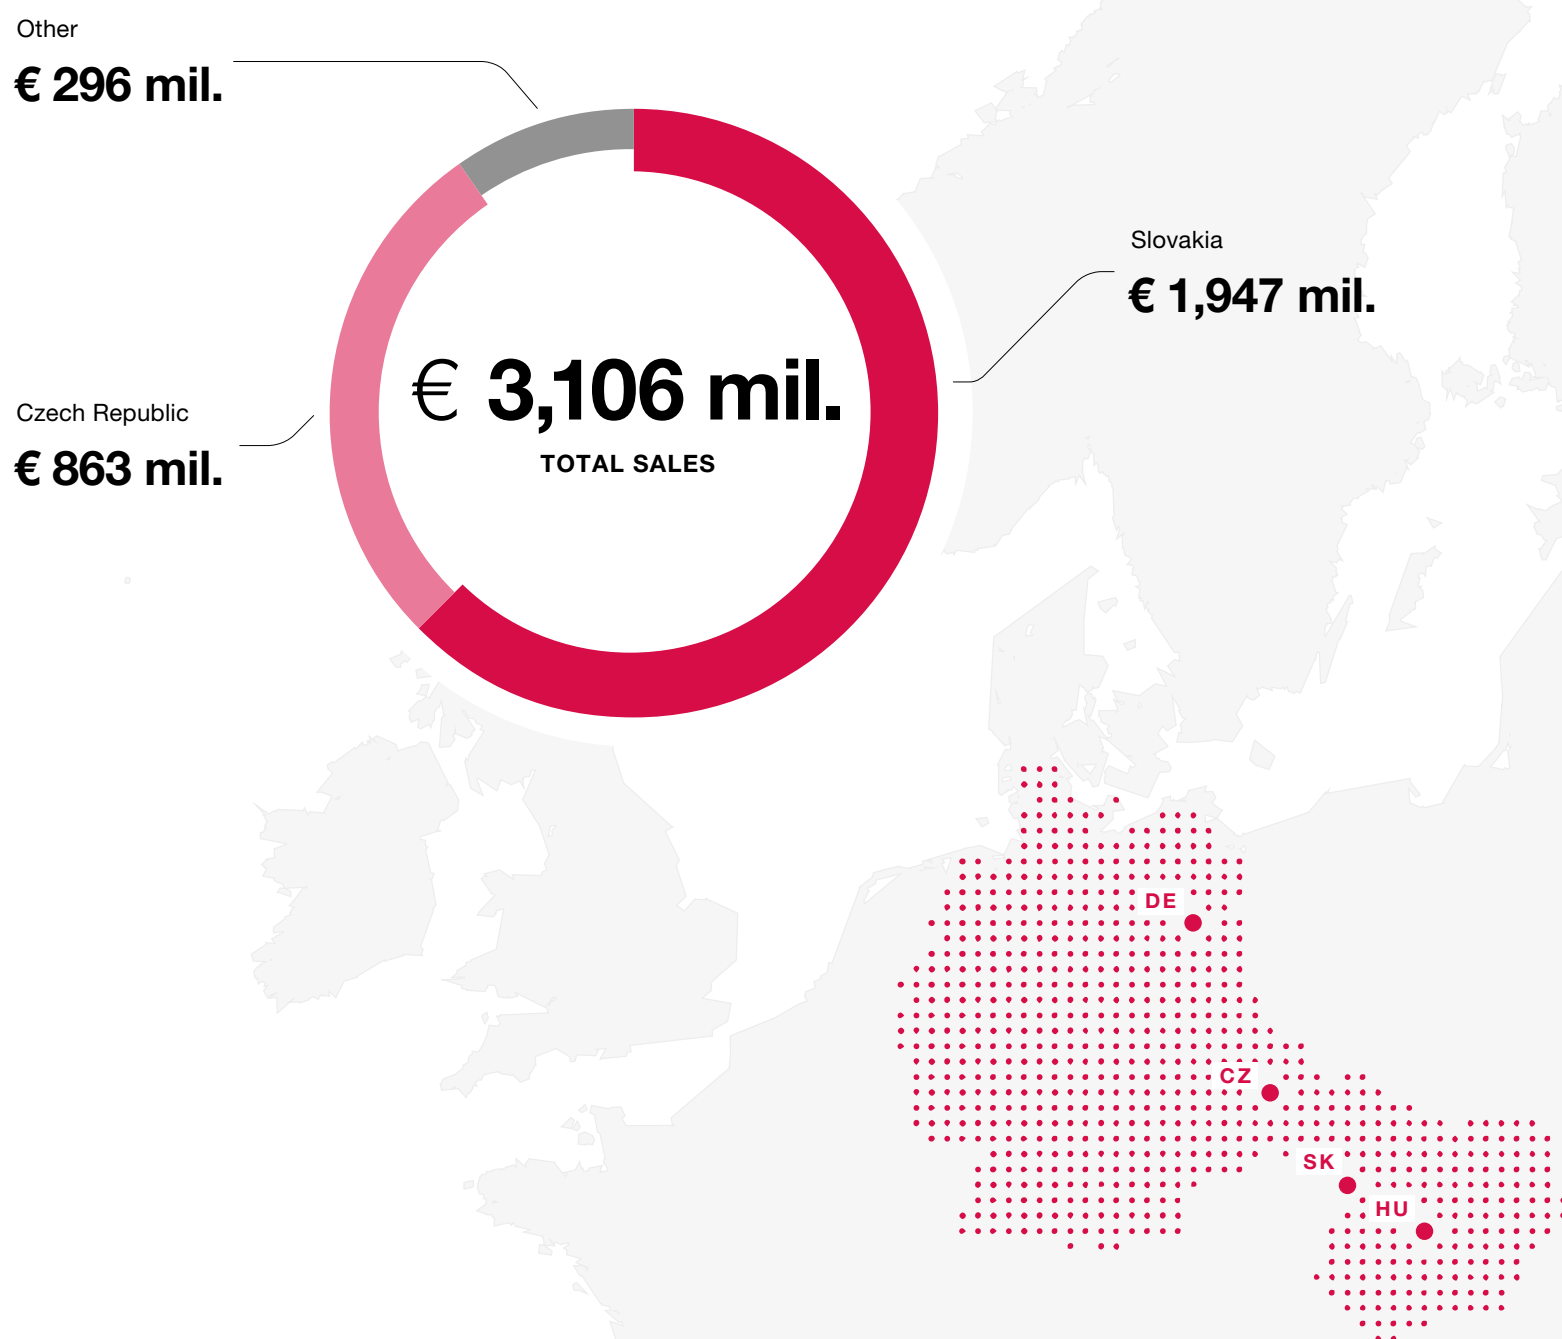 Other
€ 296 mil.
Slovakia
€ 1,947 mil.
€ 3,106 mil.
TOTAL SALES
Czech Republic
€ 863 mil.
DE
CZ
SK
HU